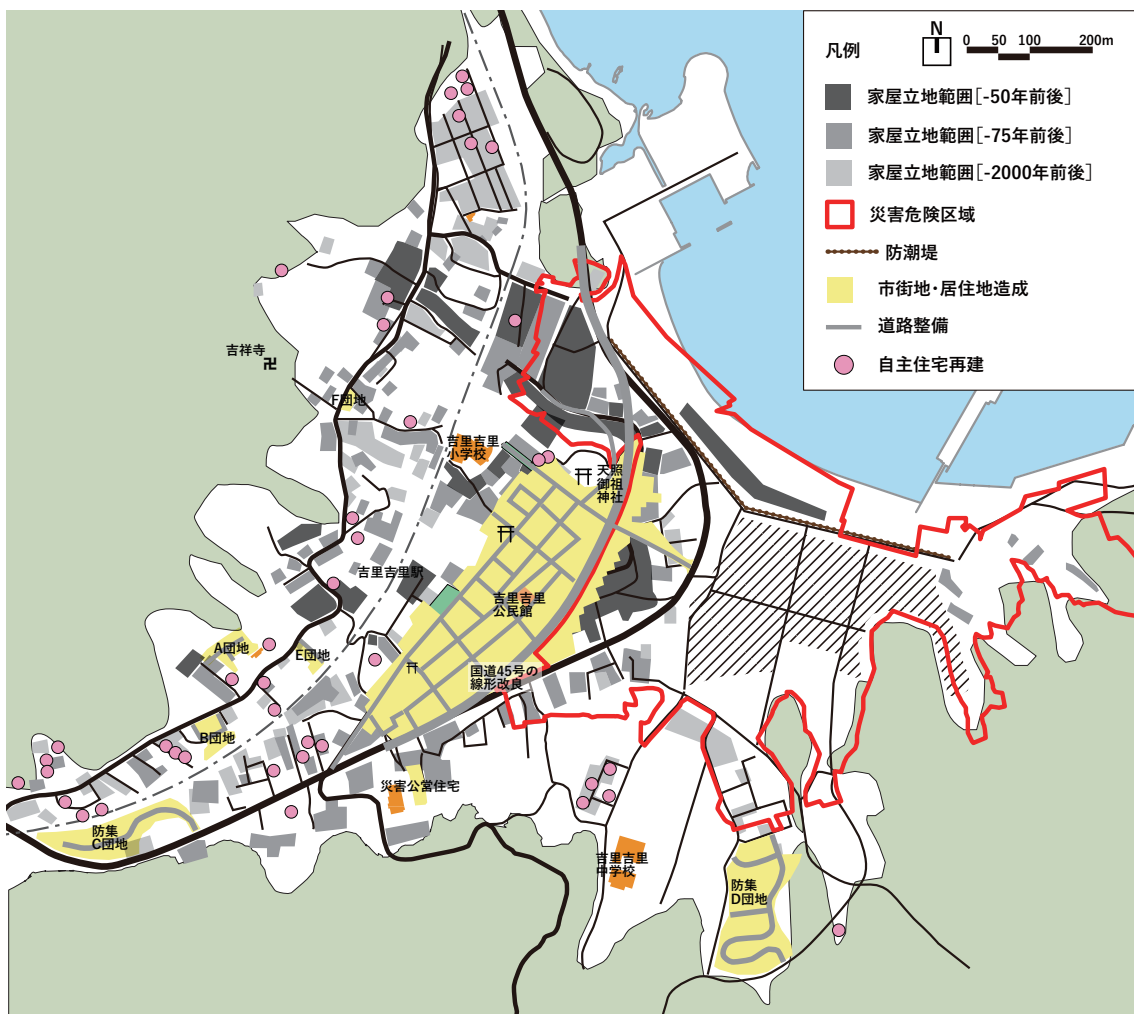 凡例
N
0 50 100 200m
家屋立地範囲[-50年前後]
家屋立地範囲[-75年前後]
家屋立地範囲[-2000年前後]
災害危険区域
防潮堤
市街地・居住地造成
道路整備
自主住宅再建
吉祥寺
卍
F団地
吉里吉里
小学校
天照
御祖
神社
吉里吉里駅
吉里吉里
公民館
A団地
E団地
国道45号の
線形改良
B団地
災害公営住宅
防集
C団地
吉里吉里
中学校
防集
D団地